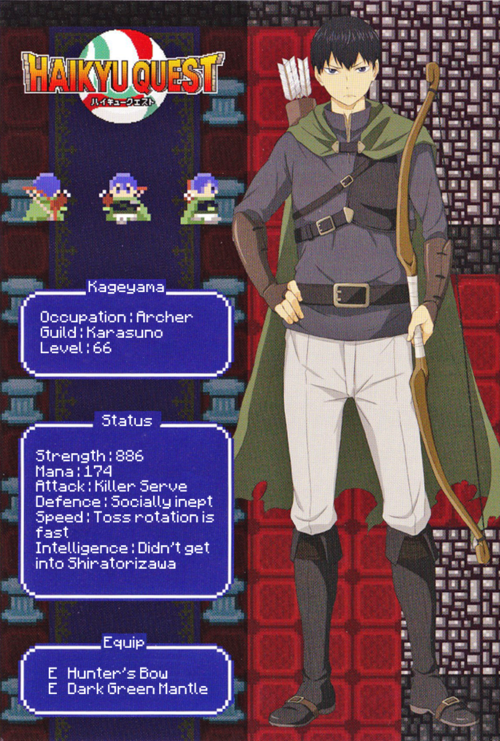 HAIKYU QUEST
ハイキュークエスト
Kageyama
Occupation:Archer
Guild:Karasuno
Level:66
Status
Strength:886
Mana:174
Attack:Killer Serve
Defence:Socially inept
Speed:Toss rotation is
fast
Intelligence:Didn't get
into Shiratorizawa
Equip
E Hunter's Bow
E Dark Green Mantle